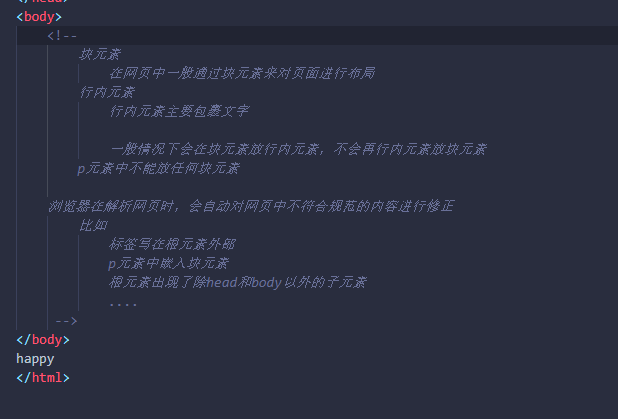 </head>
<body>
<!--
块元素
在网页中一般通过块元素来对页面进行布局
行内元素
行内元素主要包裹文字
一般情况下会在块元素放行内元素，不会再行内元素放块元素
p元素中不能放任何块元素
浏览器在解析网页时，会自动对网页中不符合规范的内容进行修正
比如
标签写在根元素外部
p元素中嵌入块元素
根元素出现了除head和body以外的子元素
....
-->
</body>
happy
</html>